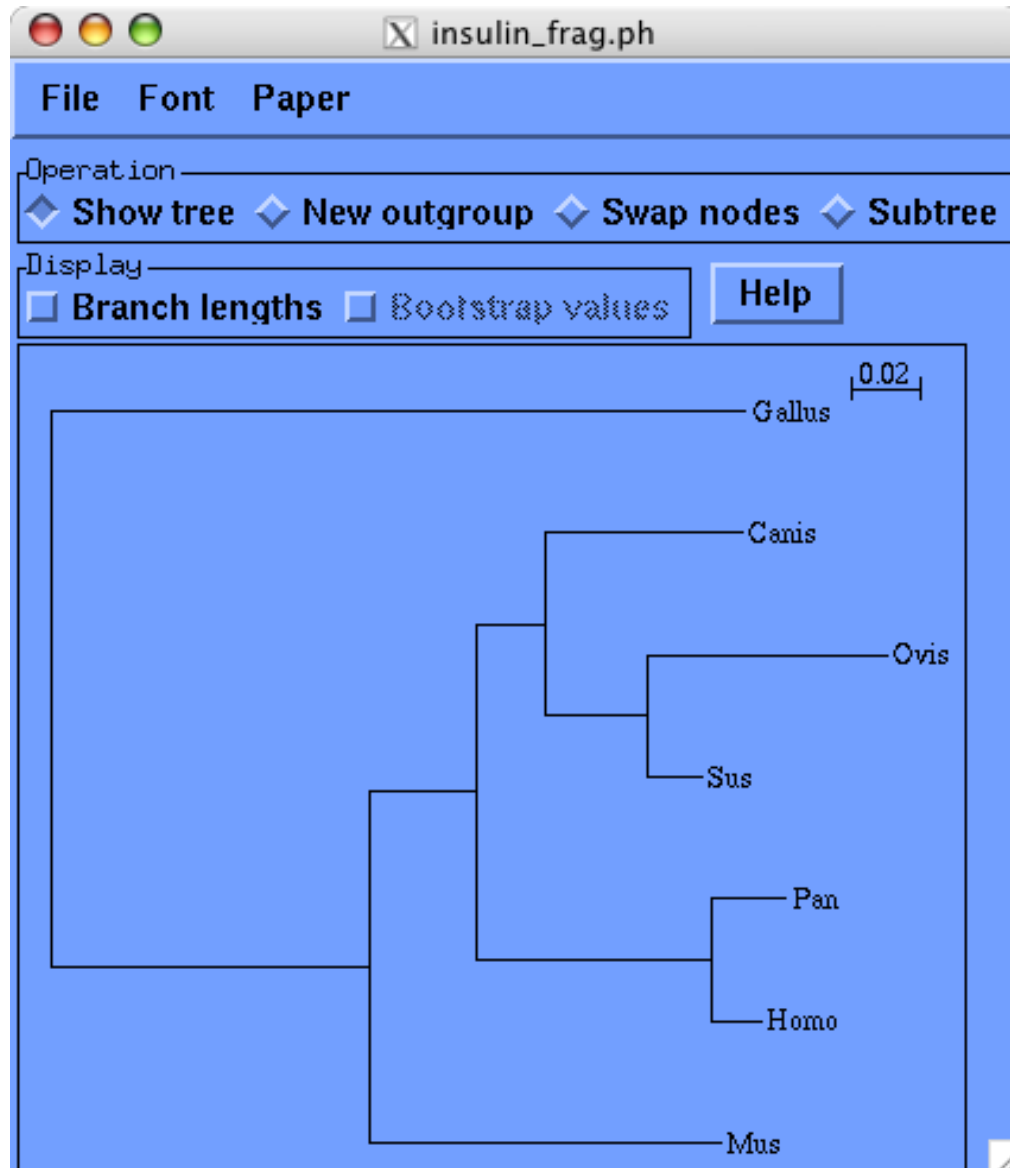 insulin_frag.ph
File Font Paper
Operation
Show tree New outgroup Swap nodes Subtree
Display
Branch lengths Bootstrap values Help
0.02
Gallus
Canis
Ovis
Sus
Pan
Homo
Mus